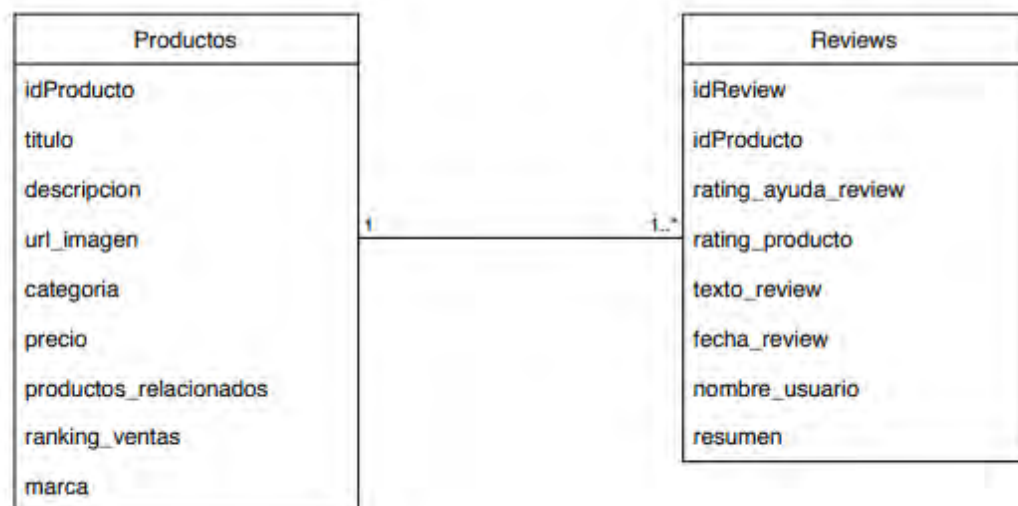 Productos
idProducto
titulo
descripcion
url_imagen
categoria
precio
productos_relacionados
ranking_ventas
marca
1
1..*
Reviews
idReview
idProducto
rating_ayuda_review
rating_producto
texto_review
fecha_review
nombre_usuario
resumen